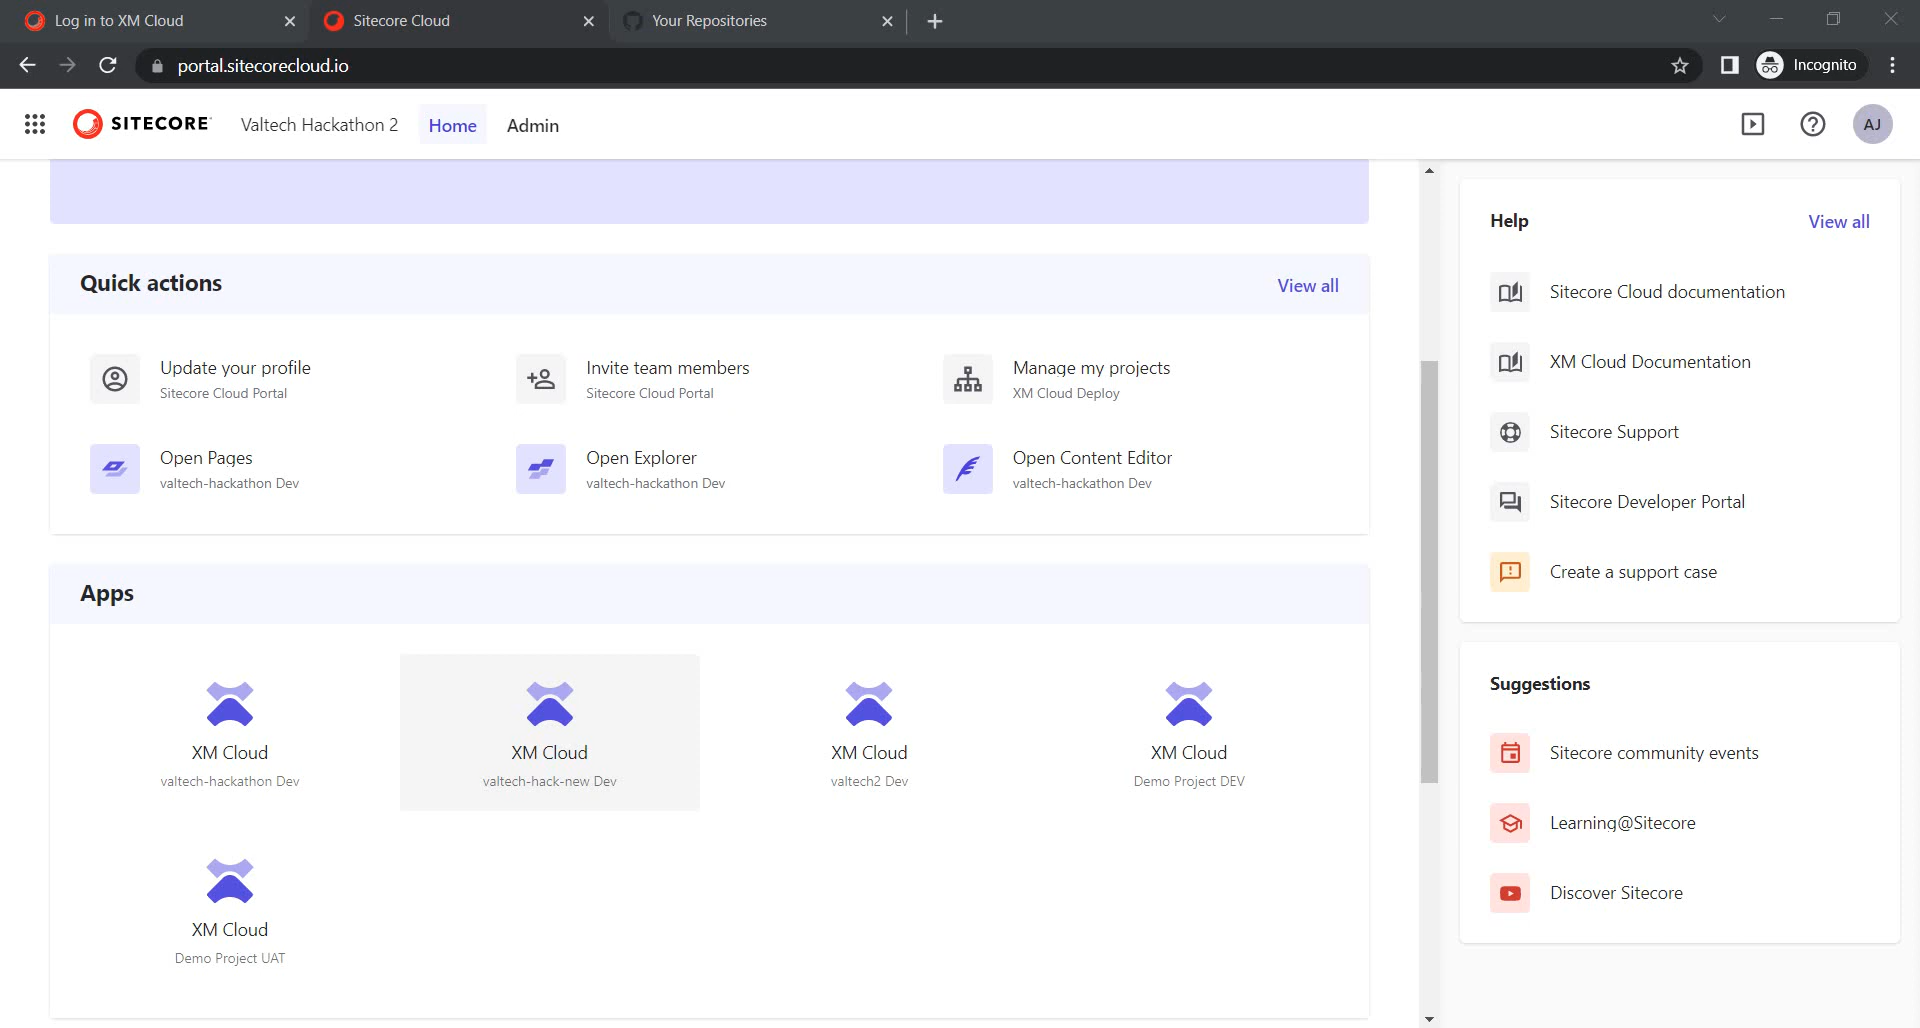 Log in to XM Cloud
Sitecore Cloud
Your Repositories
portal.sitecorecloud.io
Incognito
SITECORE
Valtech Hackathon 2
Home
Admin
AJ
Quick actions
View all
Update your profile
Sitecore Cloud Portal
Invite team members
Sitecore Cloud Portal
Manage my projects
XM Cloud Deploy
Open Pages
valtech-hackathon Dev
Open Explorer
valtech-hackathon Dev
Open Content Editor
valtech-hackathon Dev
Apps
XM Cloud
valtech-hackathon Dev
XM Cloud
valtech-hack-new Dev
XM Cloud
valtech2 Dev
XM Cloud
Demo Project DEV
XM Cloud
Demo Project UAT
Help
View all
Sitecore Cloud documentation
XM Cloud Documentation
Sitecore Support
Sitecore Developer Portal
Create a support case
Suggestions
Sitecore community events
Learning@Sitecore
Discover Sitecore